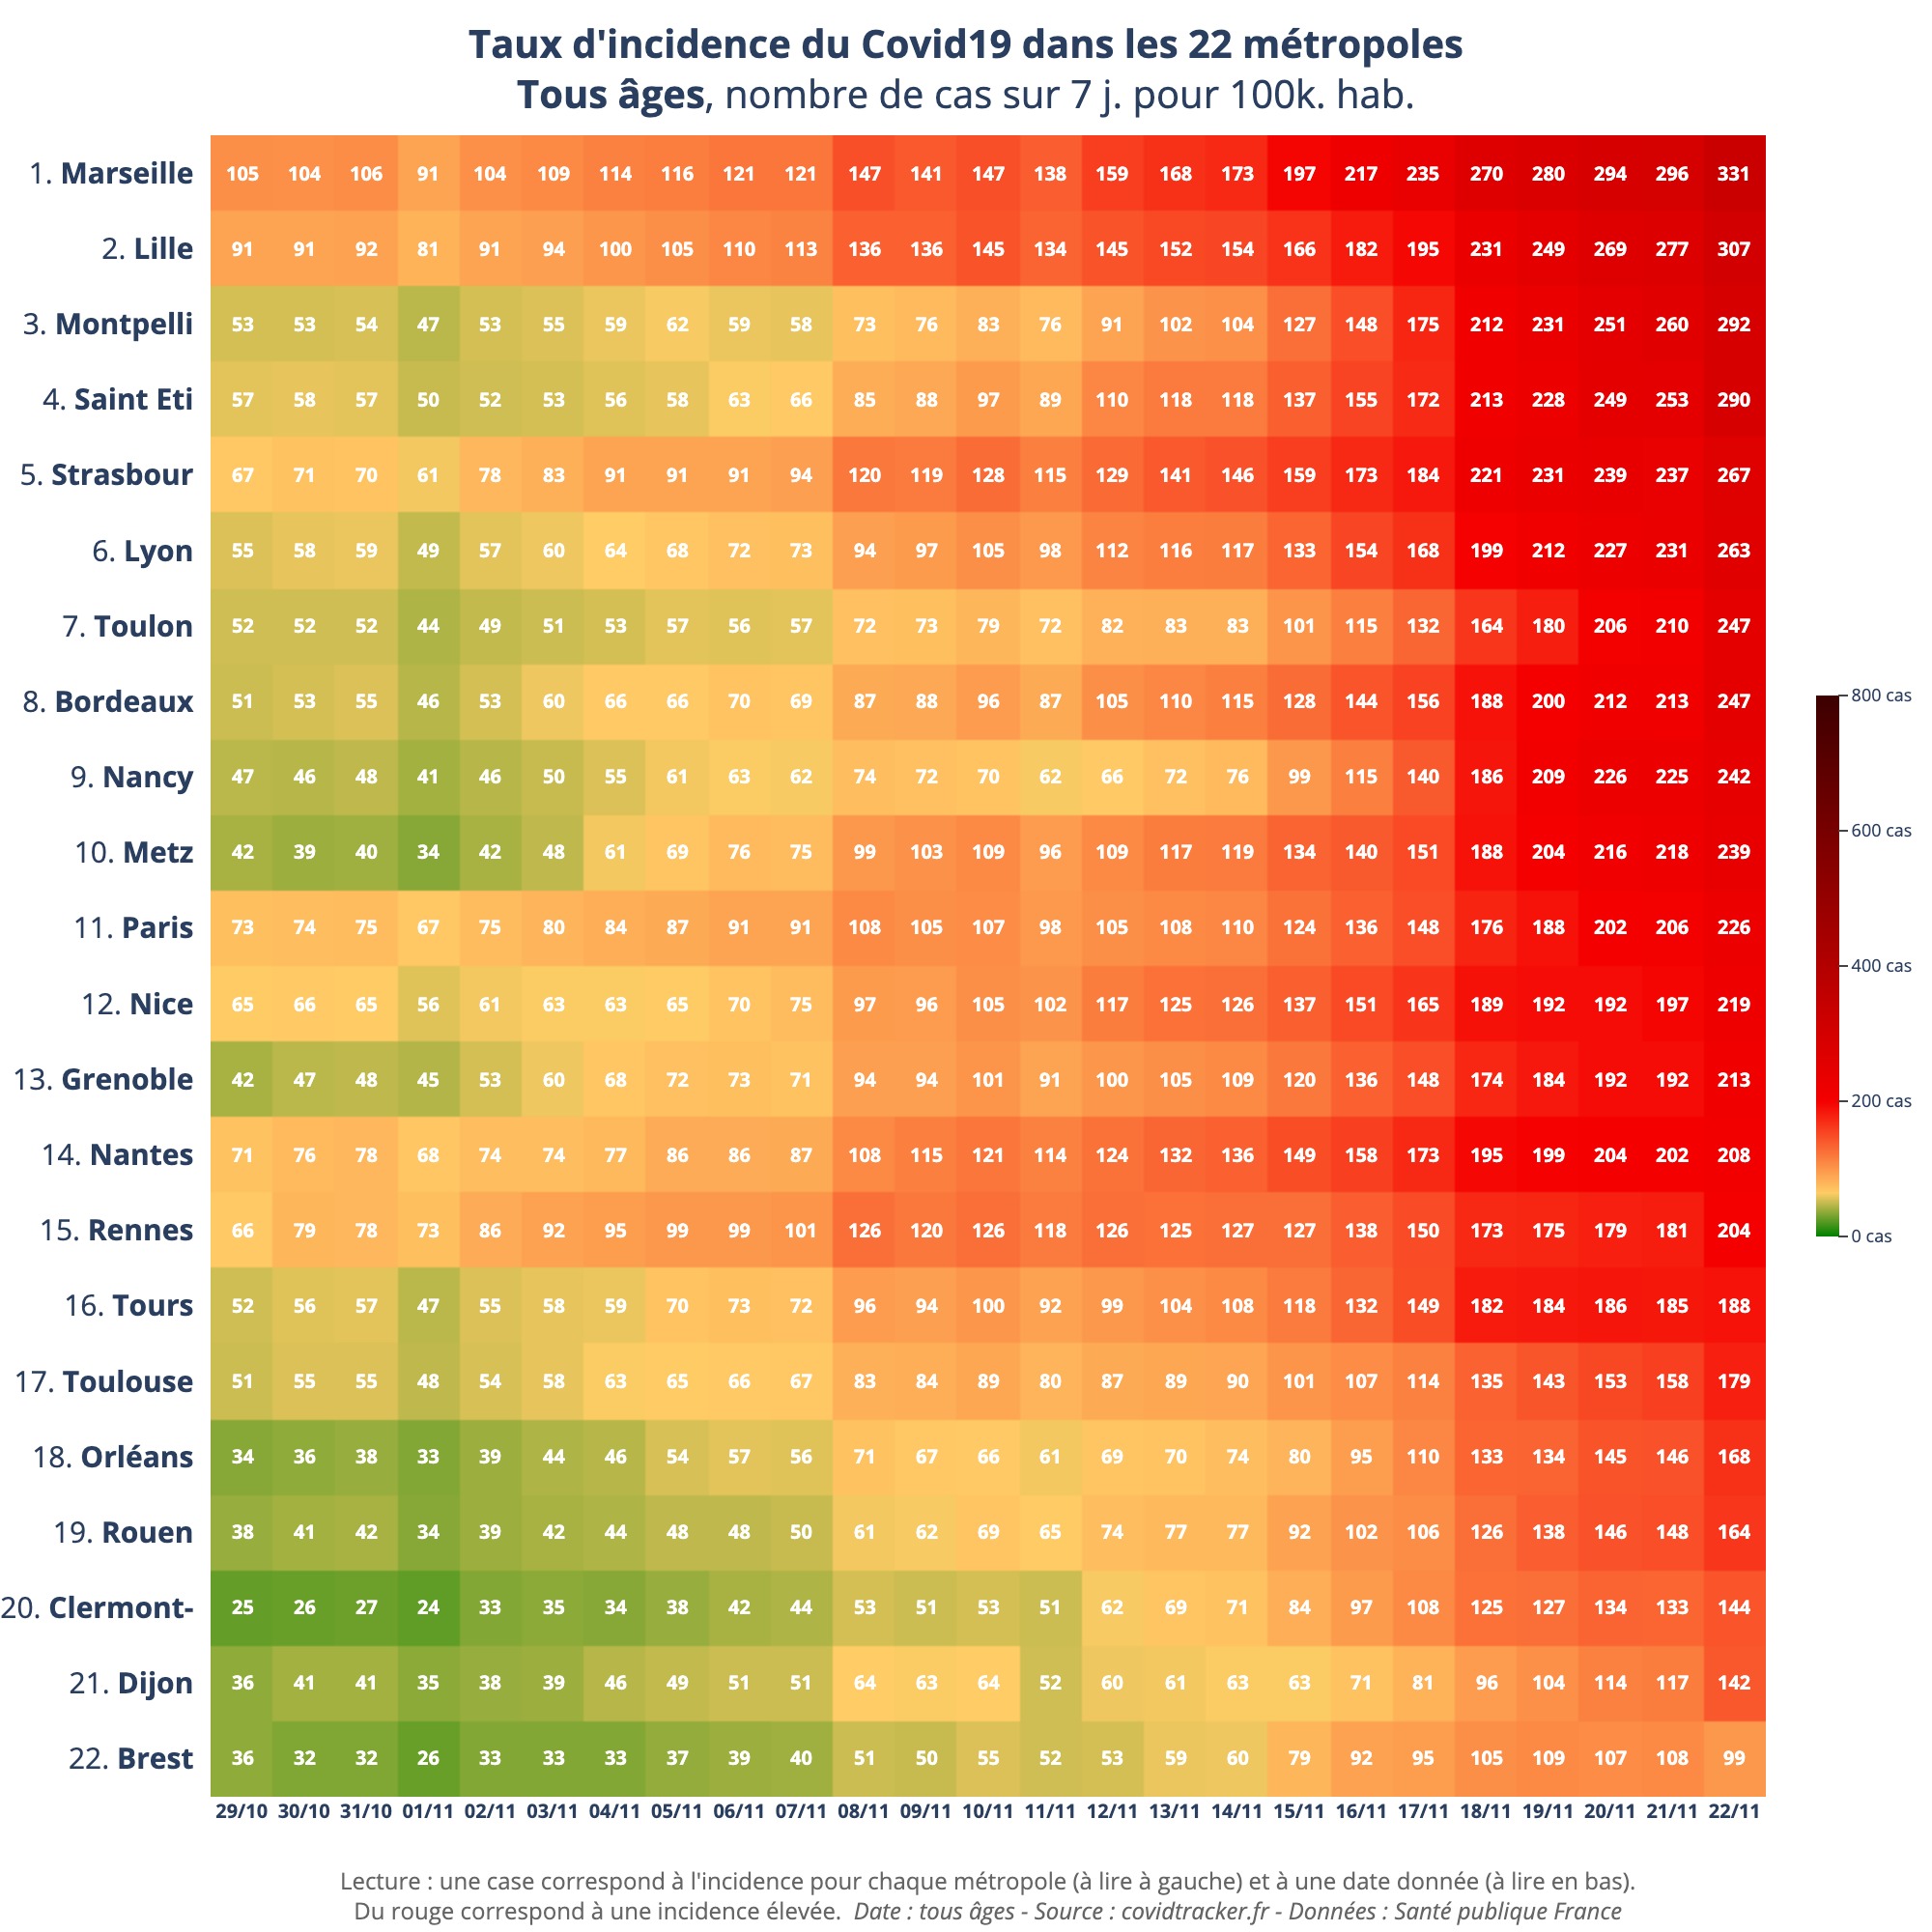 Taux d'incidence du Covid19 dans les 22 métropoles
Tous âges, nombre de cas sur 7 j. pour 100k. hab.
1. Marseille 105 104 106 91 104 109 114 116 121 121 147 141 147 138 159 168 173 197 217 235 270 280 294 296 331
2. Lille 91 91 92 81 91 94 100 105 110 113 136 136 145 134 145 152 154 166 182 195 231 249 269 277 307
3. Montpelli 53 53 54 47 53 55 59 62 59 58 73 76 83 76 91 102 104 127 148 175 212 231 251 260 292
4. Saint Eti 57 58 57 50 52 53 56 58 63 66 85 88 97 89 110 118 118 137 155 172 213 228 249 253 290
5. Strasbour 67 71 70 61 78 83 91 91 91 94 120 119 128 115 129 141 146 159 173 184 221 231 239 237 267
6. Lyon 55 58 59 49 57 60 64 68 72 73 94 97 105 98 112 116 117 133 154 168 199 212 227 231 263
7. Toulon 52 52 52 44 49 51 53 57 56 57 72 73 79 72 82 83 83 101 115 132 164 180 206 210 247
8. Bordeaux 51 53 55 46 53 60 66 66 70 69 87 88 96 87 105 110 115 128 144 156 188 200 212 213 247
800 cas
9. Nancy 47 46 48 41 46 50 55 61 63 62 74 72 70 62 66 72 76 99 115 140 186 209 226 225 242
600 cas
10. Metz 42 39 40 34 42 48 61 69 76 75 99 103 109 96 109 117 119 134 140 151 188 204 216 218 239
11. Paris 73 74 75 67 75 80 84 87 91 91 108 105 107 98 105 108 110 124 136 148 176 188 202 206 226
400 cas
12. Nice 65 66 65 56 61 63 63 65 70 75 97 96 105 102 117 125 126 137 151 165 189 192 192 197 219
13. Grenoble 42 47 48 45 53 60 68 72 73 71 94 94 101 91 100 105 109 120 136 148 174 184 192 192 213
200 cas
14. Nantes 71 76 78 68 74 74 77 86 86 87 108 115 121 114 124 132 136 149 158 173 195 199 204 202 208
15. Rennes 66 79 78 73 86 92 95 99 99 101 126 120 126 118 126 125 127 127 138 150 173 175 179 181 204
0 cas
16. Tours 52 56 57 47 55 58 59 70 73 72 96 94 100 92 99 104 108 118 132 149 182 184 186 185 188
17. Toulouse 51 55 55 48 54 58 63 65 66 67 83 84 89 80 87 89 90 101 107 114 135 143 153 158 179
18. Orléans 34 36 38 33 39 44 46 54 57 56 71 67 66 61 69 70 74 80 95 110 133 134 145 146 168
19. Rouen 38 41 42 34 39 42 44 48 48 50 61 62 69 65 74 77 77 92 102 106 126 138 146 148 164
20. Clermont- 25 26 27 24 33 35 34 38 42 44 53 51 53 51 62 69 71 84 97 108 125 127 134 133 144
21. Dijon 36 41 41 35 38 39 46 49 51 51 64 63 64 52 60 61 63 63 71 81 96 104 114 117 142
22. Brest 36 32 32 26 33 33 33 37 39 40 51 50 55 52 53 59 60 79 92 95 105 109 107 108 99
29/10 30/10 31/10 01/11 02/11 03/11 04/11 05/11 06/11 07/11 08/11 09/11 10/11 11/11 12/11 13/11 14/11 15/11 16/11 17/11 18/11 19/11 20/11 21/11 22/11
Lecture : une case correspond à l'incidence pour chaque métropole (à lire à gauche) et à une date donnée (à lire en bas).
Du rouge correspond à une incidence élevée. Date : tous âges - Source : covidtracker.fr - Données : Santé publique France